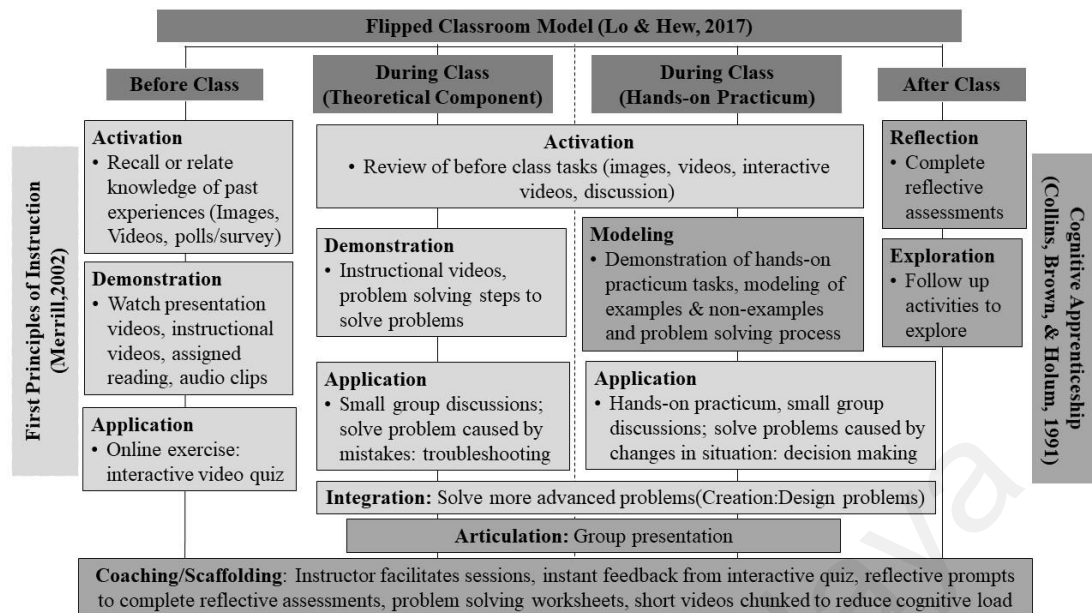 Flipped Classroom Model (Lo & Hew, 2017)
Before Class
During Class
(Theoretical Component)
During Class
(Hands-on Practicum)
After Class
First Principles of Instruction
(Merrill,2002)
Activation
• Recall or relate
knowledge of past
experiences (Images,
Videos, polls/survey)
Demonstration
• Watch presentation
videos, instructional
videos, assigned
reading, audio clips
Application
• Online exercise:
interactive video quiz
Activation
• Review of before class tasks (images, videos, interactive
videos, discussion)
Demonstration
• Instructional videos,
problem solving steps to
solve problems
Application
• Small group discussions;
solve problem caused by
mistakes: troubleshooting
Modeling
• Demonstration of hands-on
practicum tasks, modeling of
examples & non-examples
and problem solving process
Application
• Hands-on practicum, small group
discussions; solve problems caused by
changes in situation: decision making
Reflection
• Complete
reflective
assessments
Exploration
• Follow up
activities to
explore
Cognitive Apprenticeship
(Collins, Brown, & Holum, 1991)
Integration: Solve more advanced problems(Creation:Design problems)
Articulation: Group presentation
Coaching/Scaffolding: Instructor facilitates sessions, instant feedback from interactive quiz, reflective prompts
to complete reflective assessments, problem solving worksheets, short videos chunked to reduce cognitive load